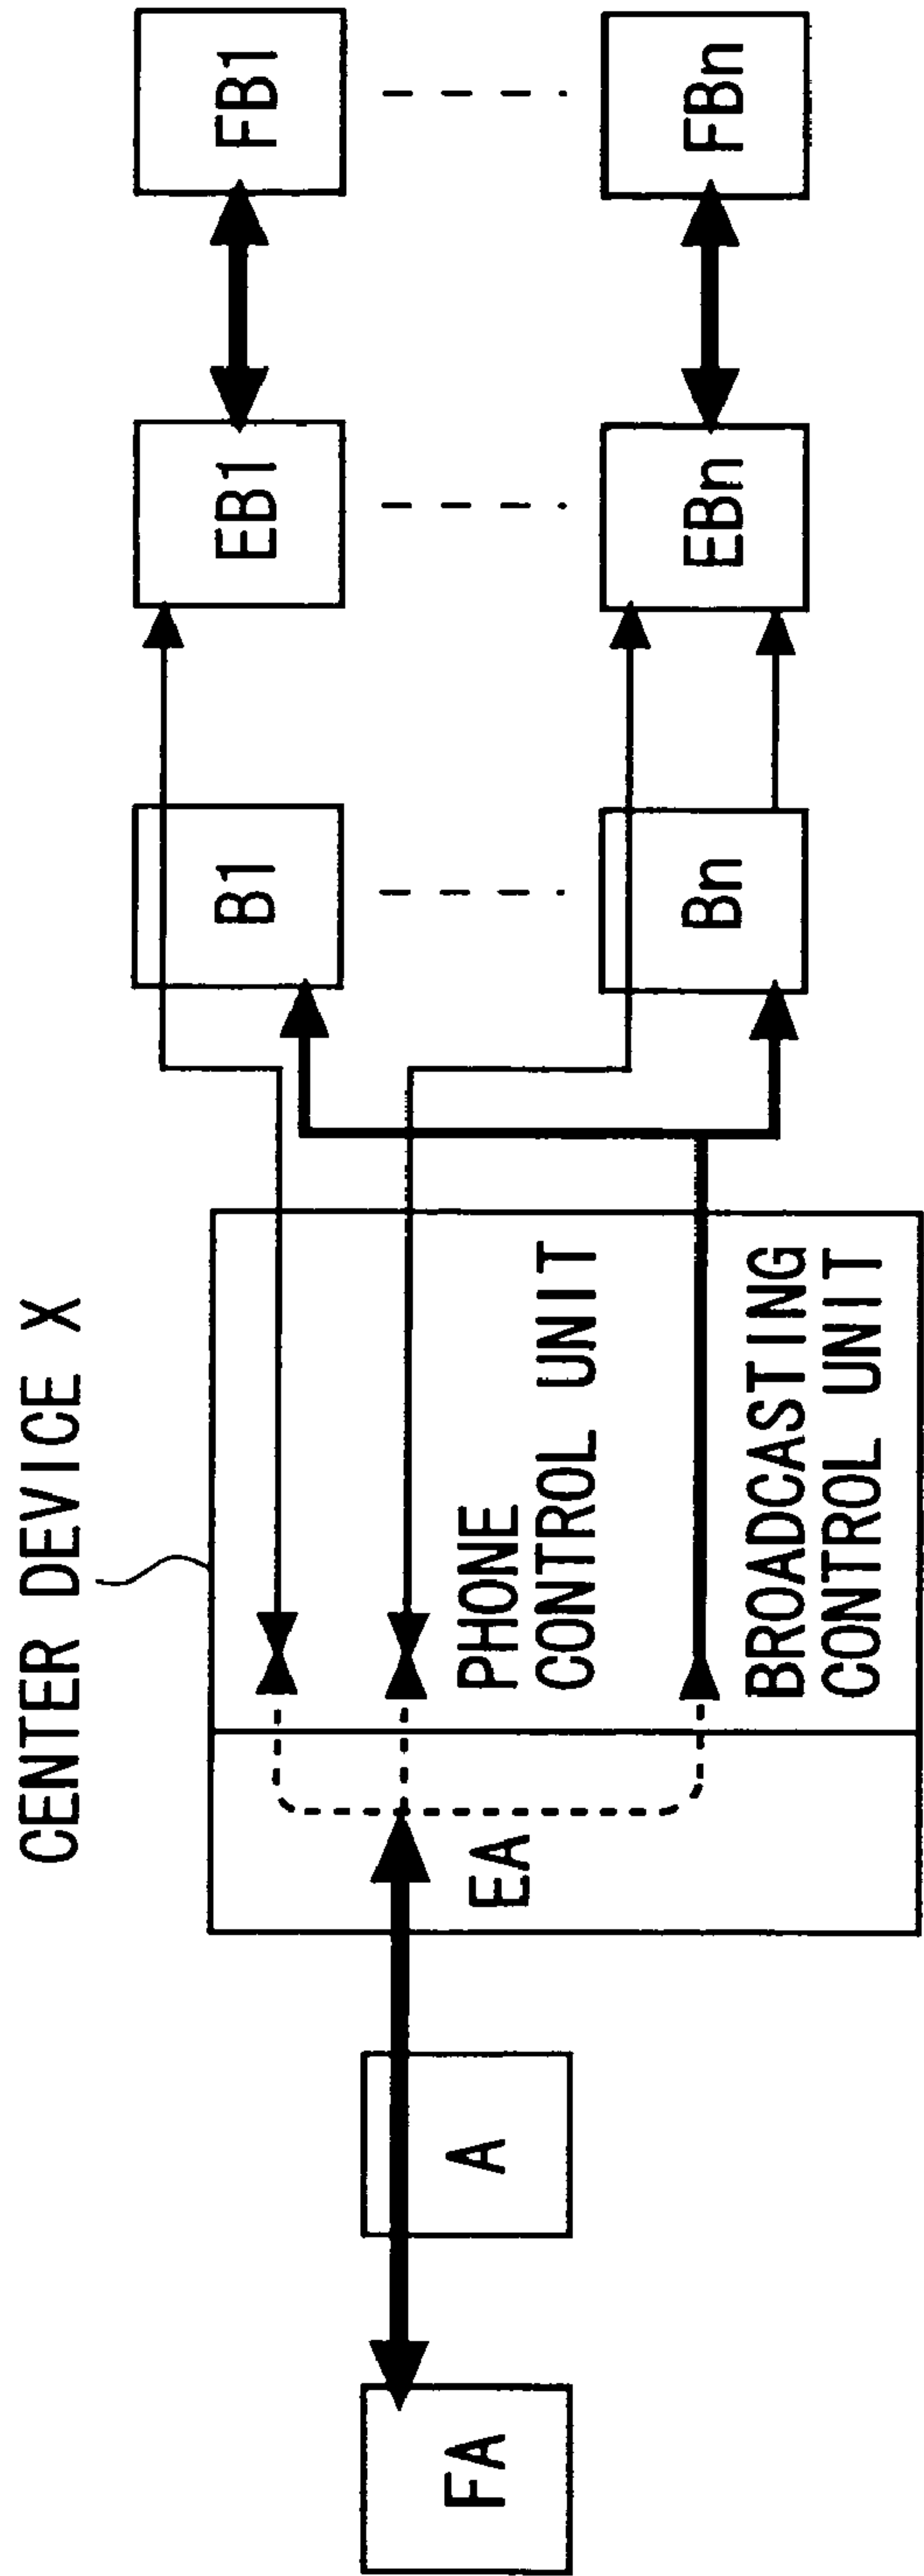 CENTER DEVICE X
FA
A
EA
PHONE
CONTROL UNIT
BROADCASTING
CONTROL UNIT
B1
Bn
EB1
EBn
FB1
FBn